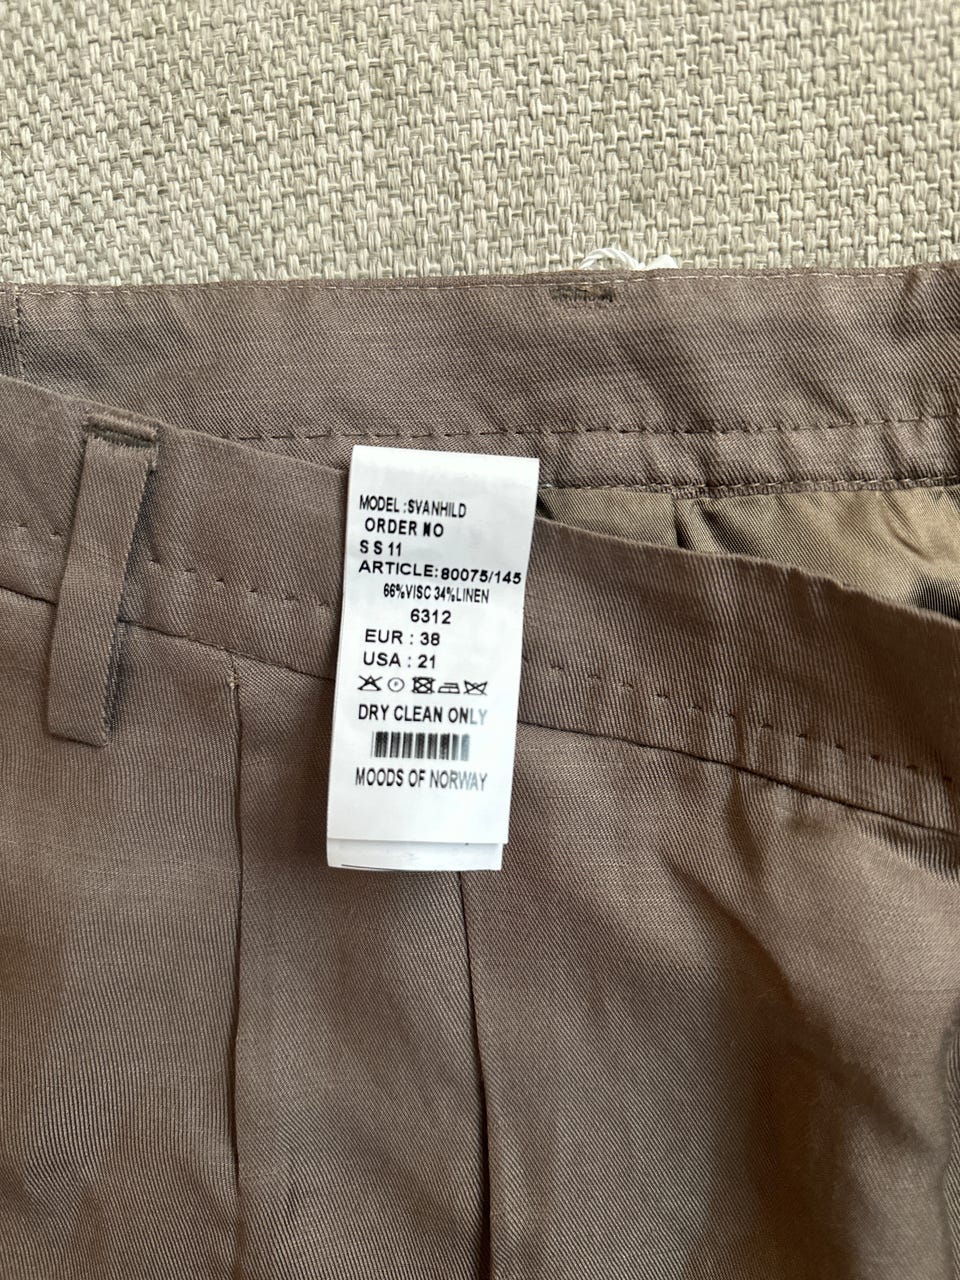 MODEL :SVANHILD
ORDER NO
S S 11
ARTICLE:80075/145
66%VISC 34%LINEN
6312
EUR : 38
USA : 21
DRY CLEAN ONLY
MOODS OF NORWAY